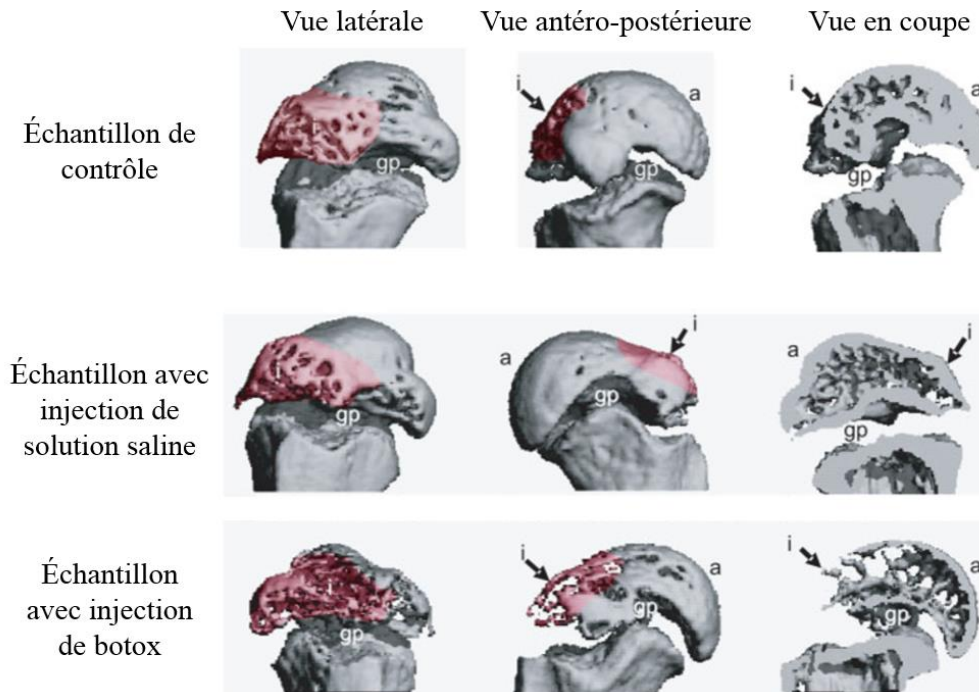 Vue latérale
Vue antéro-postérieure
Vue en coupe
Échantillon de
contrôle
i
gp
i
a
gp
i
a
gp
Échantillon avec
injection de
solution saline
i
gp
a
i
gp
a
i
gp
Échantillon
avec injection
de botox
i
gp
i
a
gp
i
a
gp